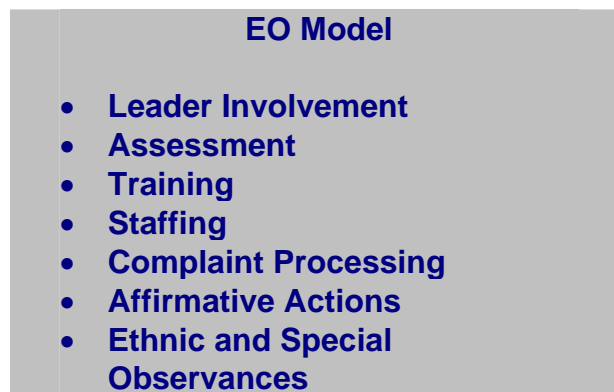 EO Model
• Leader Involvement
• Assessment
• Training
• Staffing
• Complaint Processing
• Affirmative Actions
• Ethnic and Special
Observances